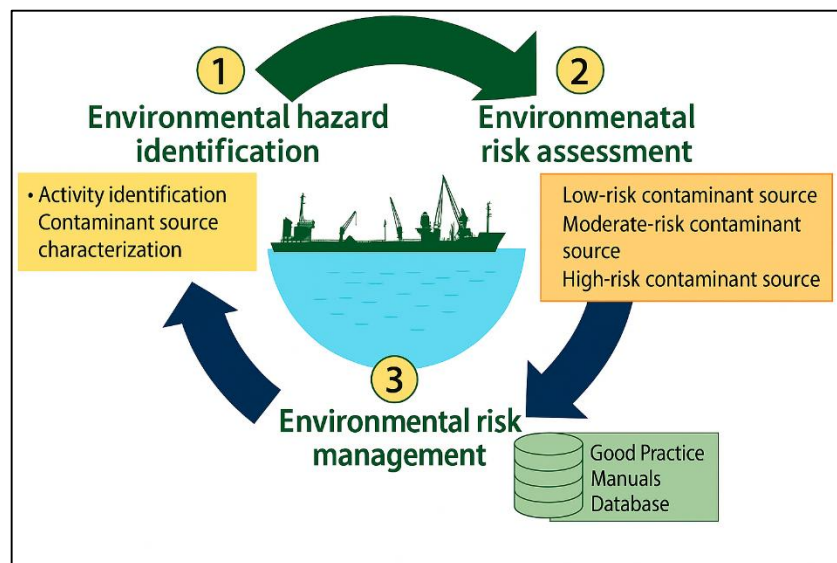 1
Environmental hazard
identification
• Activity identification
Contaminant source
characterization
2
Environmenatal
risk assessment
Low-risk contaminant source
Moderate-risk contaminant
source
High-risk contaminant source
3
Environmental risk
management
Good Practice
Manuals
Database